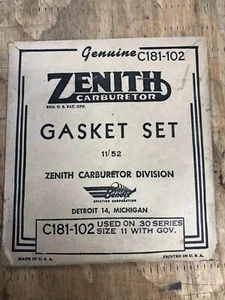 Genuine C181-102
ZENITH
CARBURETOR
REG. U. S. PAT. OFF.
GASKET SET
11/52
ZENITH CARBURETOR DIVISION
Bendix
AVIATION CORPORATION
DETROIT 14, MICHIGAN
C181-102 USED ON 30 SERIES
SIZE 11 WITH GOV.
MADE IN U. S. A.
PRINTED IN U. S. A.